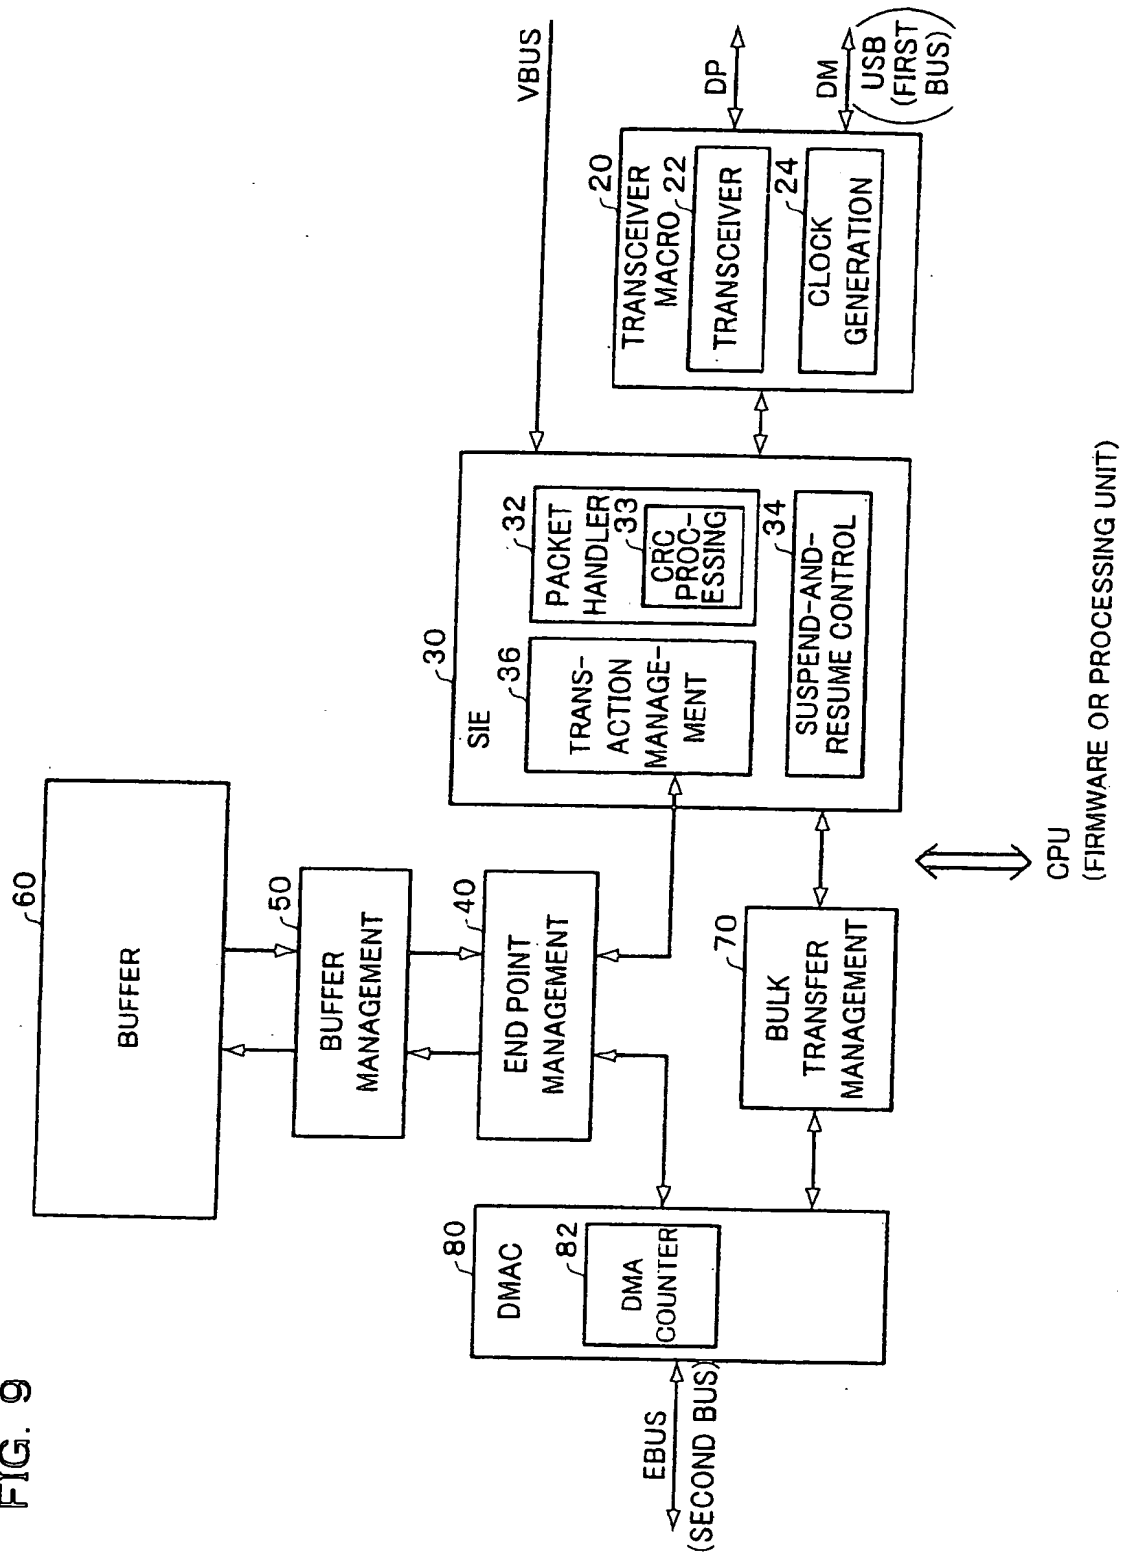 FIG. 9
60
BUFFER
50
BUFFER
MANAGEMENT
40
END POINT
MANAGEMENT
80
DMAC
82
DMA
COUNTER
EBUS
(SECOND BUS)
70
BULK
TRANSFER
MANAGEMENT
30
SIE
36
TRANS-
ACTION
MANAGE-
MENT
32
PACKET
HANDLER
33
CRC
PROC-
ESSING
34
SUSPEND-AND-
RESUME CONTROL
VBUS
20
TRANSCEIVER
MACRO
22
TRANSCEIVER
24
CLOCK
GENERATION
DP
DM
(USB
(FIRST
BUS))
CPU
(FIRMWARE OR PROCESSING UNIT)